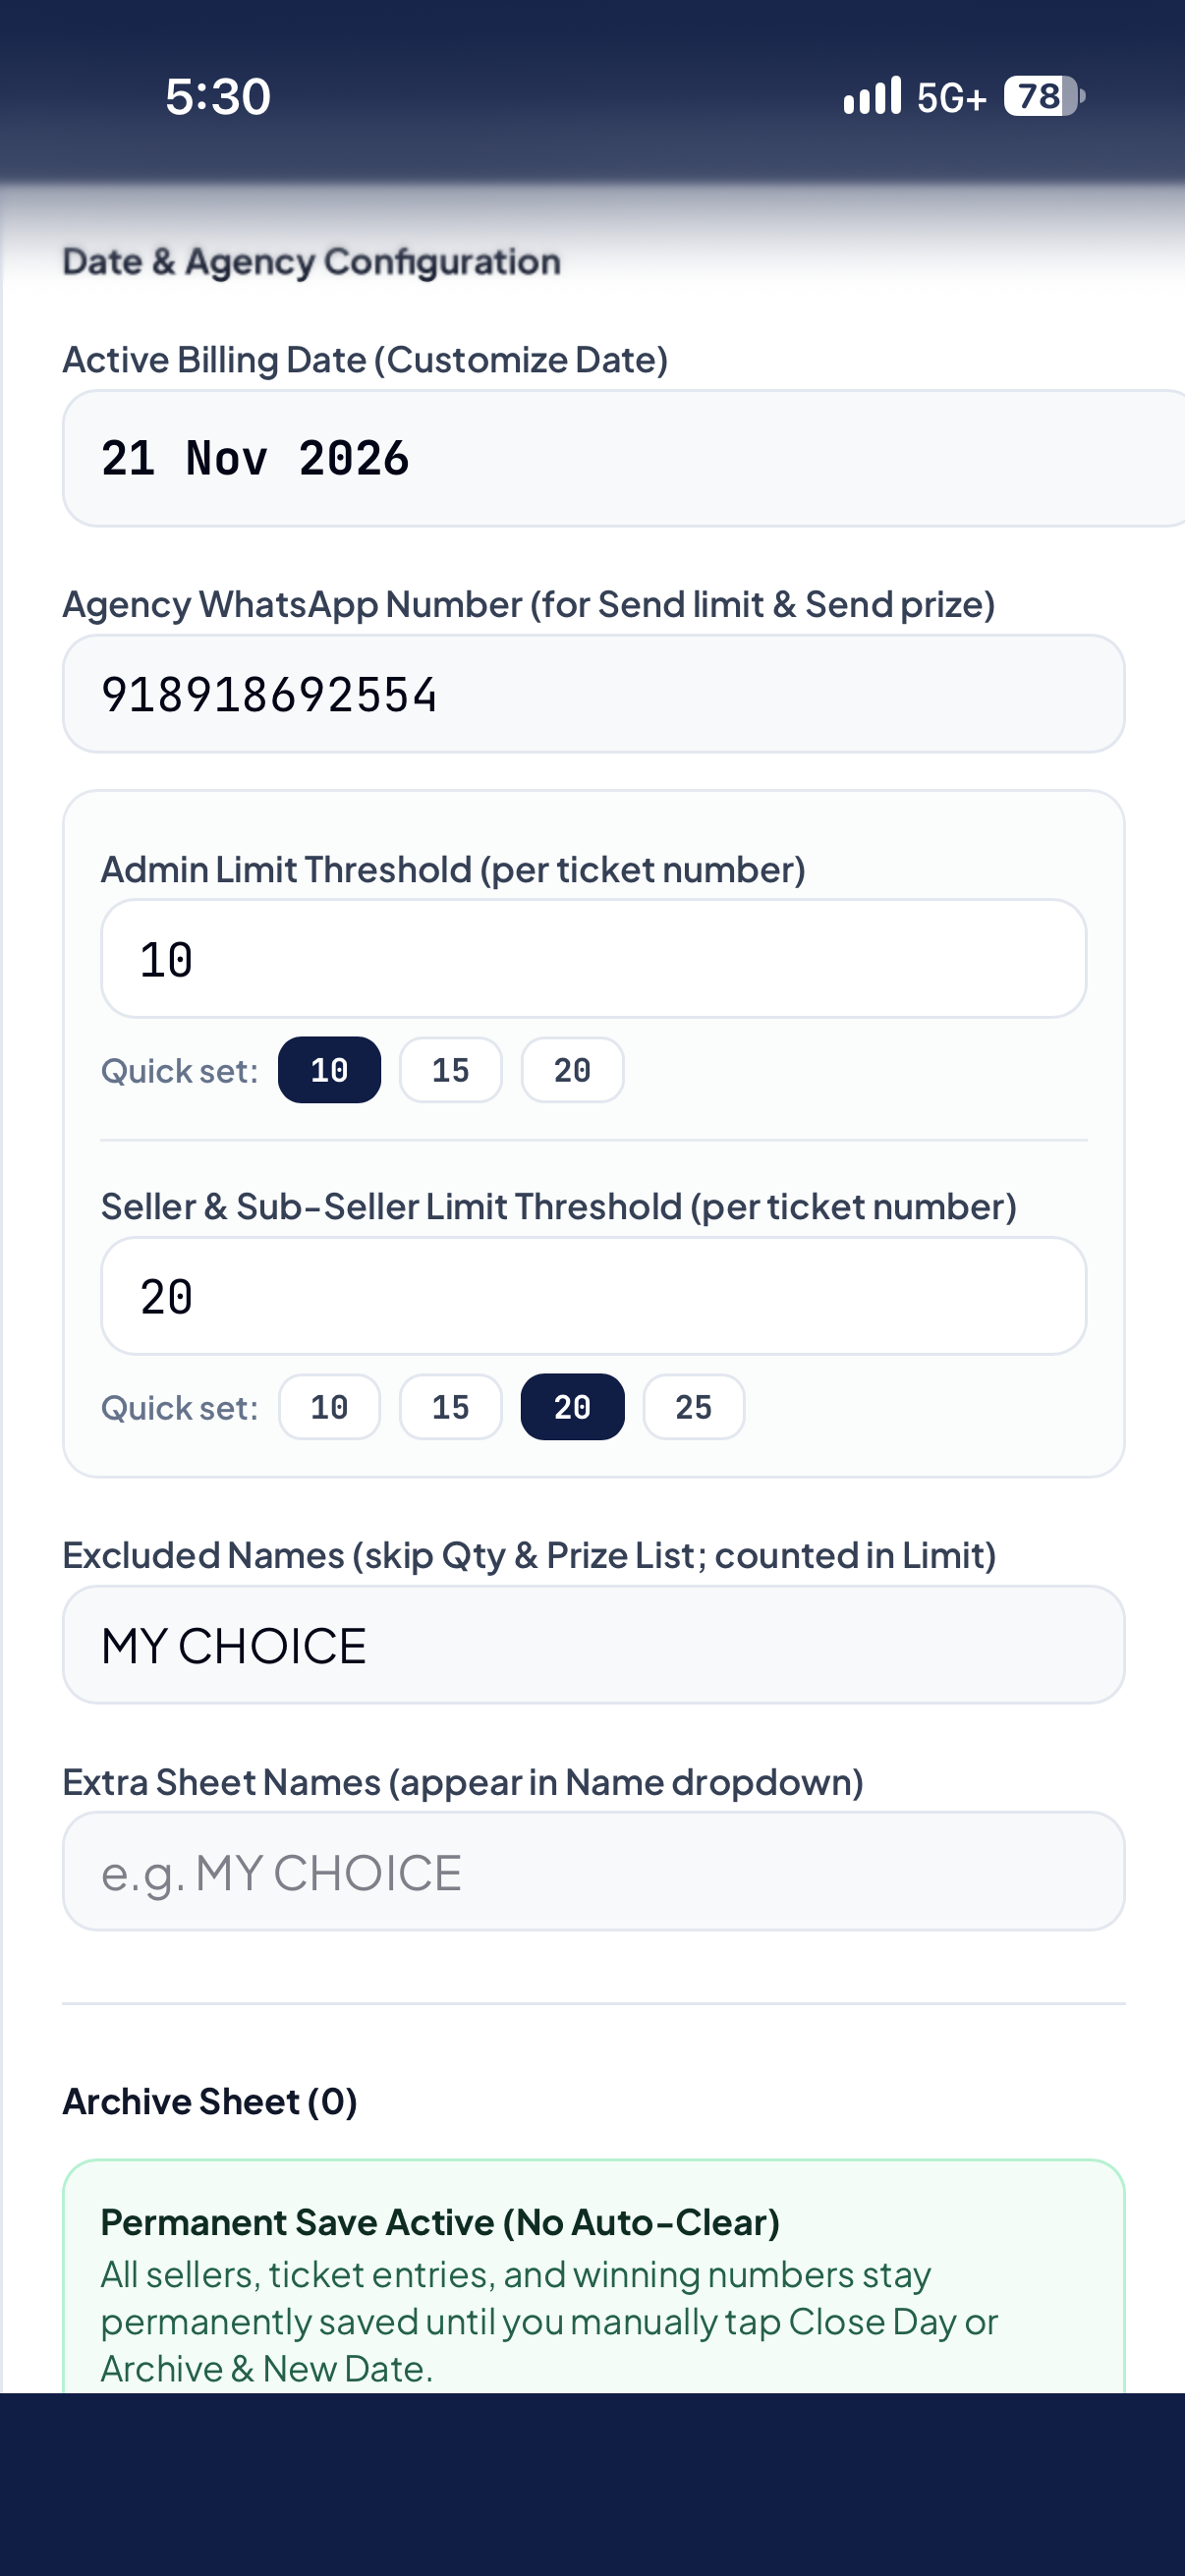 5:30
5G+ 78
Date & Agency Configuration
Active Billing Date (Customize Date)
21 Nov 2026
Agency WhatsApp Number (for Send limit & Send prize)
918918692554
Admin Limit Threshold (per ticket number)
10
Quick set: 10 15 20
Seller & Sub-Seller Limit Threshold (per ticket number)
20
Quick set: 10 15 20 25
Excluded Names (skip Qty & Prize List; counted in Limit)
MY CHOICE
Extra Sheet Names (appear in Name dropdown)
e.g. MY CHOICE
Archive Sheet (0)
Permanent Save Active (No Auto-Clear)
All sellers, ticket entries, and winning numbers stay
permanently saved until you manually tap Close Day or
Archive & New Date.